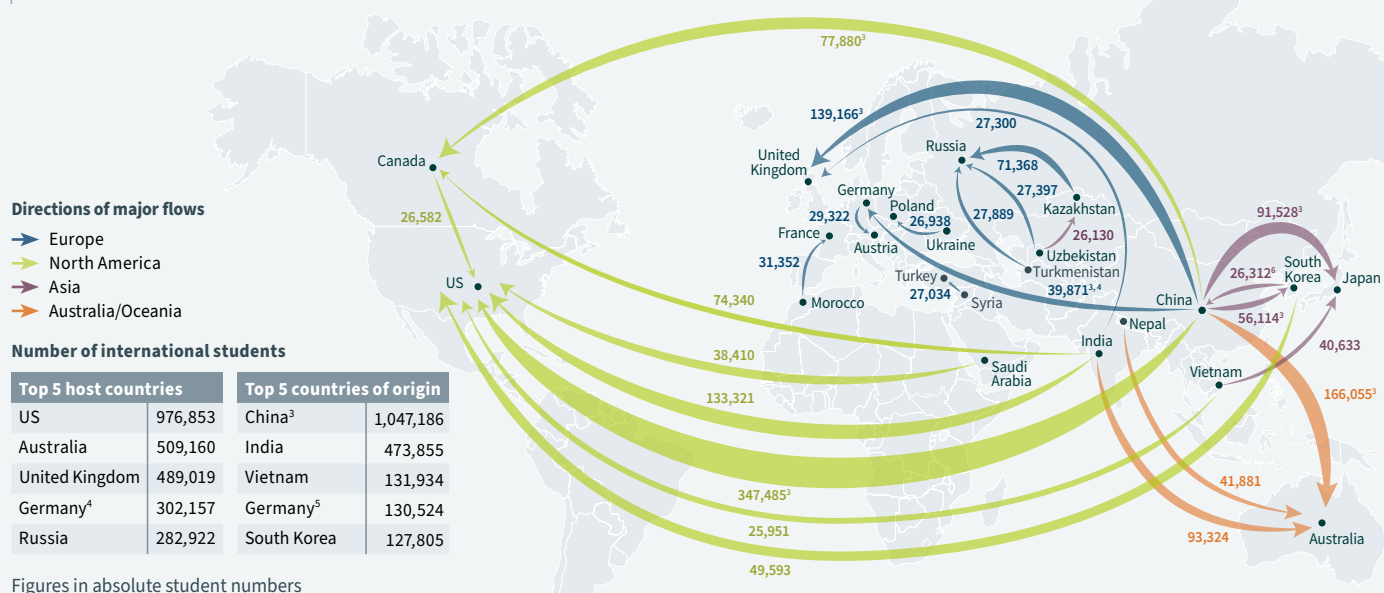 77,880³
139,166³
27,300
Canada
United
Kingdom
Russia
71,368
Germany
Poland
27,397
Kazakhstan
26,582
29,322
26,938
27,889
91,528³
France
Austria
Ukraine
26,130
Uzbekistan
31,352
Turkey
Turkmenistan
26,312⁶
South
Korea
Japan
US
27,034
Syria
39,871³,⁴
China
74,340
Morocco
56,114³
Nepal
India
40,633
38,410
Saudi
Arabia
Vietnam
133,321
166,055³
347,485³
41,881
25,951
93,324
Australia
49,593
Directions of major flows
Europe
North America
Asia
Australia/Oceania
Number of international students
Top 5 host countries
US 976,853
Australia 509,160
United Kingdom 489,019
Germany⁴ 302,157
Russia 282,922
Top 5 countries of origin
China³ 1,047,186
India 473,855
Vietnam 131,934
Germany⁵ 130,524
South Korea 127,805
Figures in absolute student numbers